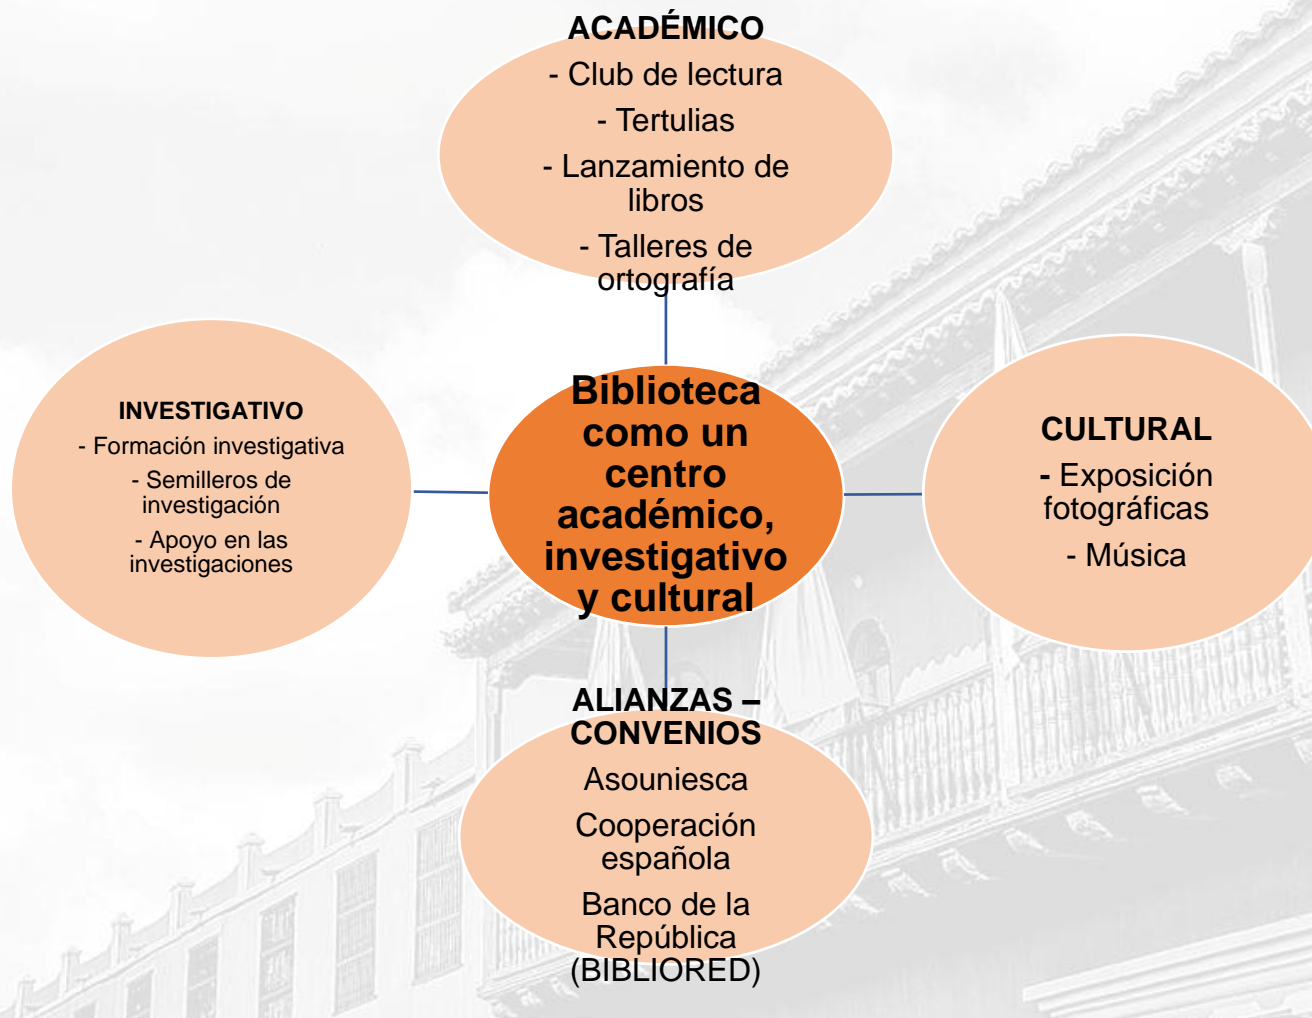 ACADÉMICO
- Club de lectura
- Tertulias
- Lanzamiento de
libros
- Talleres de
ortografía
INVESTIGATIVO
- Formación investigativa
- Semilleros de
investigación
- Apoyo en las
investigaciones
Biblioteca
como un
centro
académico,
investigativo
y cultural
CULTURAL
- Exposición
fotográficas
- Música
ALIANZAS –
CONVENIOS
Asouniesca
Cooperación
española
Banco de la
República
(BIBLIORED)